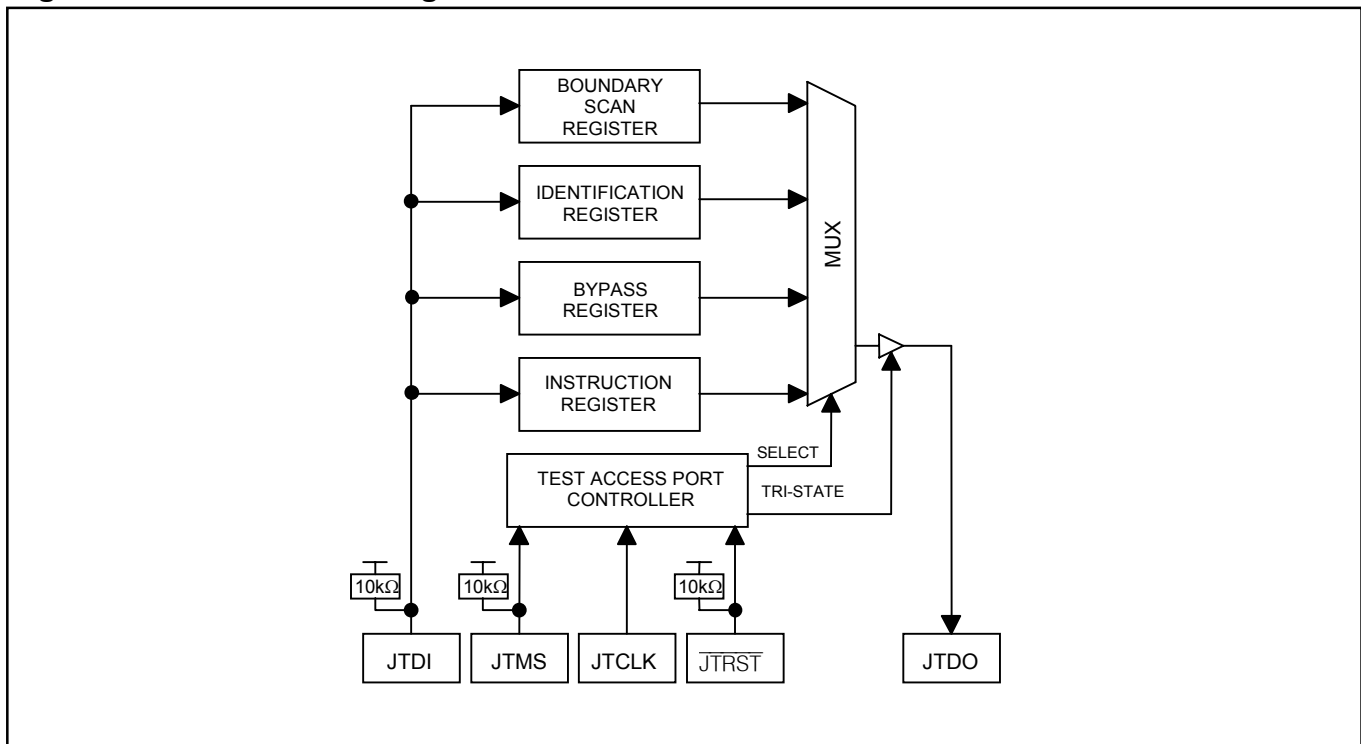 BOUNDARY
SCAN
REGISTER
IDENTIFICATION
REGISTER
BYPASS
REGISTER
INSTRUCTION
REGISTER
MUX
SELECT
TEST ACCESS PORT
CONTROLLER
TRI-STATE
10kΩ
10kΩ
10kΩ
JTDI
JTMS
JTCLK
J̅T̅R̅S̅T̅
JTDO